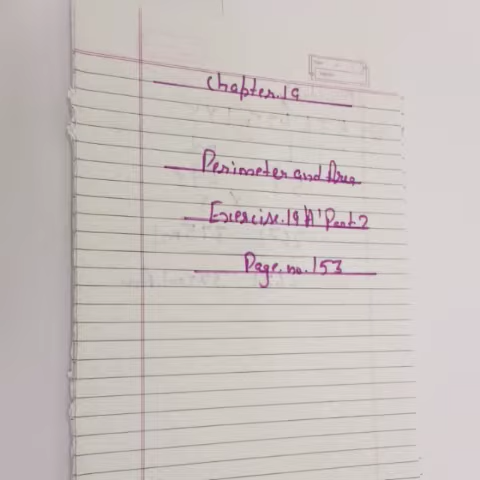 Chapter.19
Perimeter and Area
Exercise.19'A' Part 2
Page.no.153